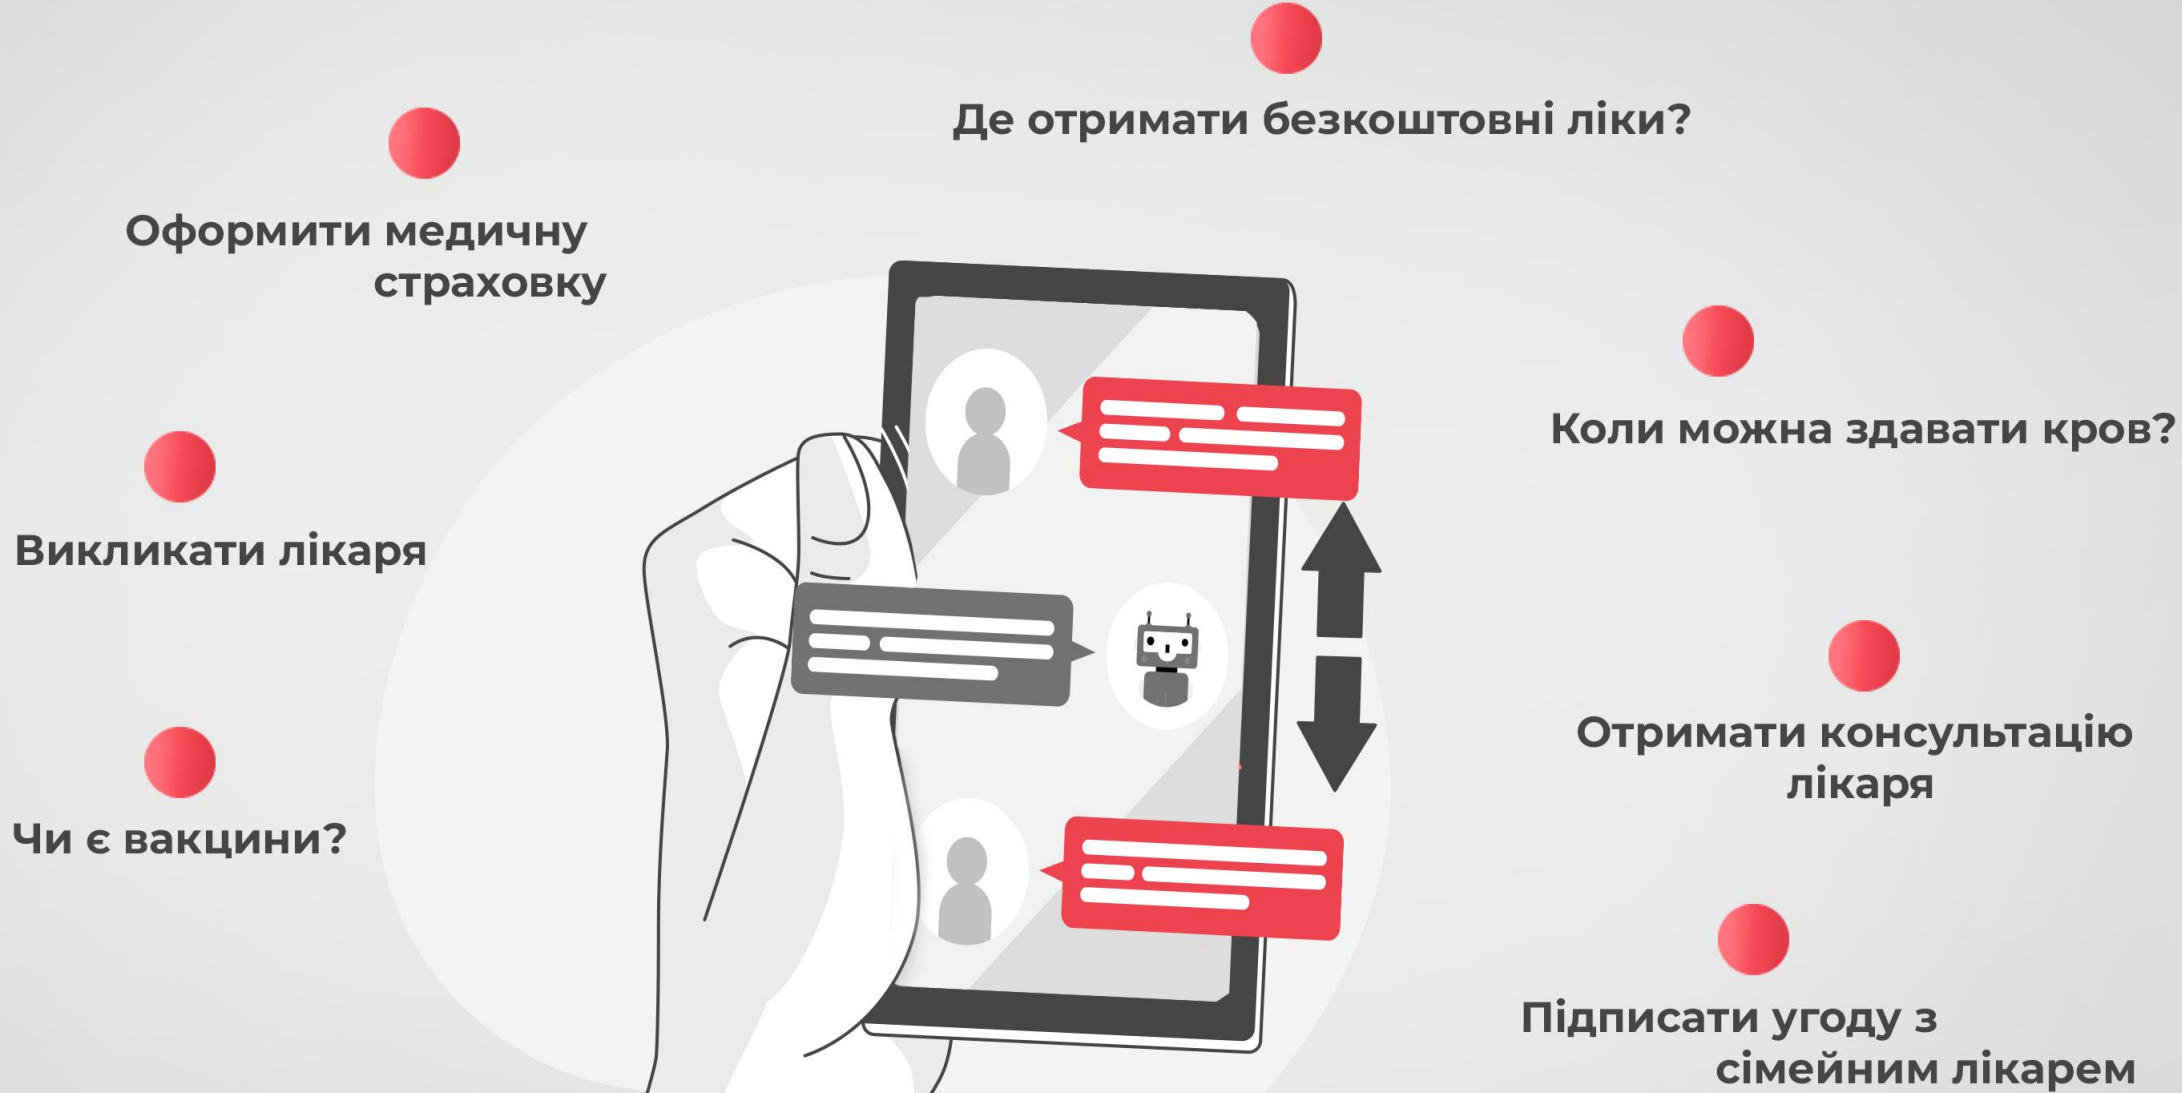 Де отримати безкоштовні ліки?
Оформити медичну
страховку
Коли можна здавати кров?
Викликати лікаря
Отримати консультацію
лікаря
Чи є вакцини?
Підписати угоду з
сімейним лікарем